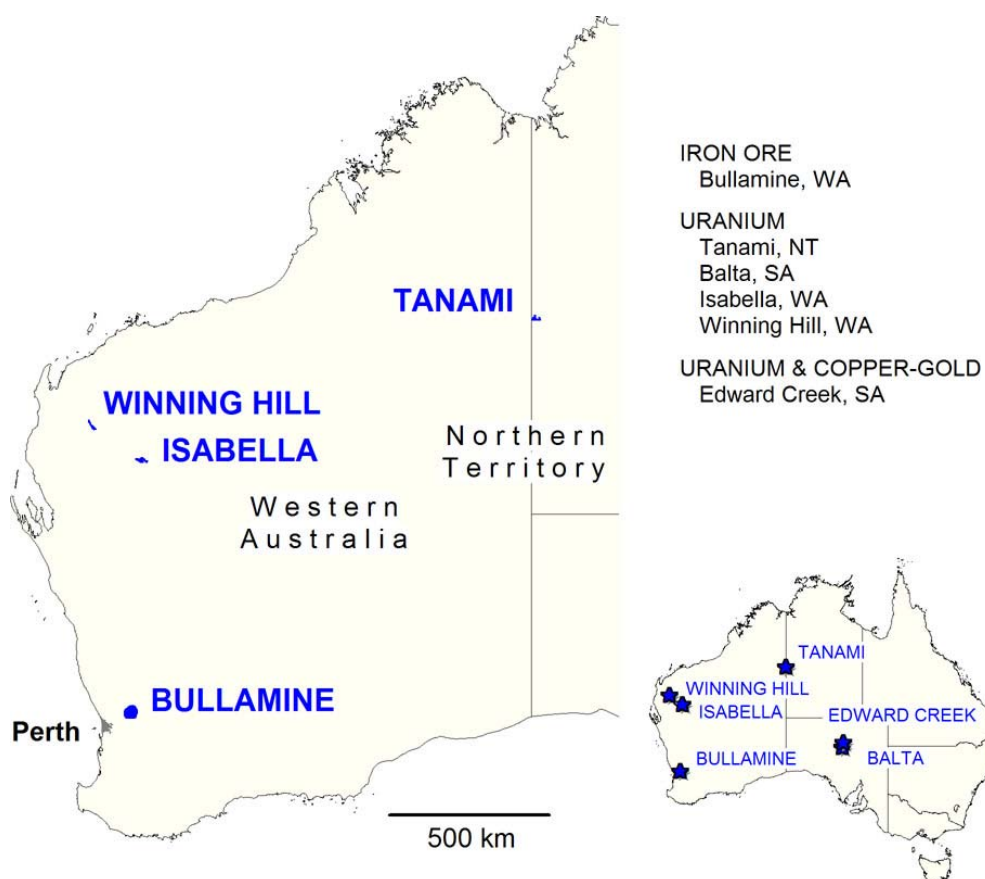 TANAMI
WINNING HILL
ISABELLA
Northern
Territory
Western
Australia
BULLAMINE
Perth
500 km
IRON ORE
Bullamine, WA
URANIUM
Tanami, NT
Balta, SA
Isabella, WA
Winning Hill, WA
URANIUM & COPPER-GOLD
Edward Creek, SA
TANAMI
WINNING HILL
ISABELLA
EDWARD CREEK
BALTA
BULLAMINE